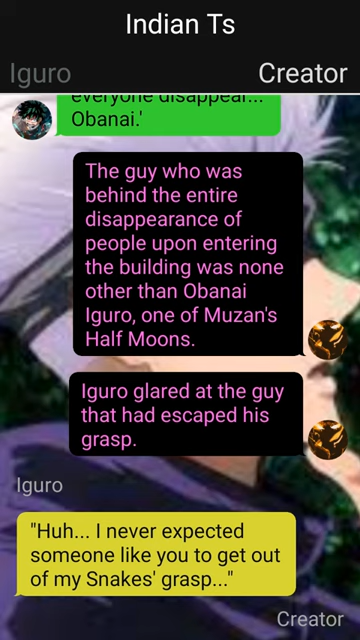 Indian Ts
Iguro
Creator
everyone disappear...
Obanai.'
The guy who was
behind the entire
disappearance of
people upon entering
the building was none
other than Obanai
Iguro, one of Muzan's
Half Moons.
Iguro glared at the guy
that had escaped his
grasp.
Iguro
"Huh... I never expected
someone like you to get out
of my Snakes' grasp..."
Creator